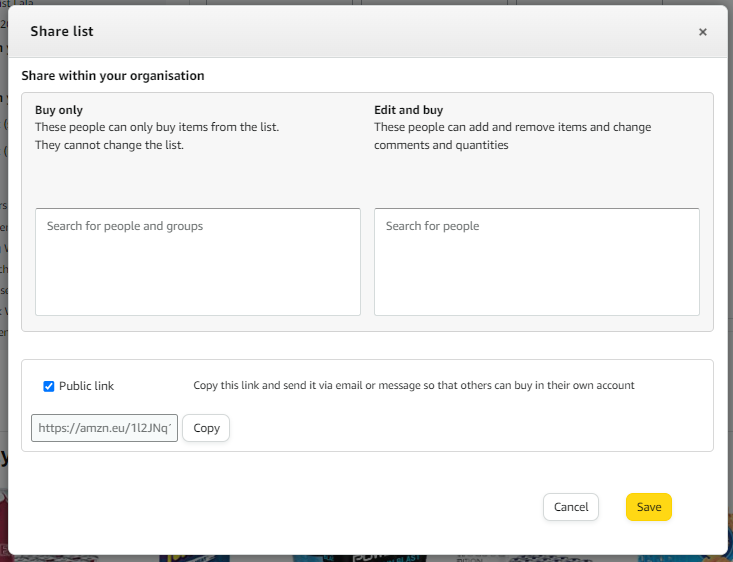 Share list
×
Share within your organisation
Buy only
These people can only buy items from the list.
They cannot change the list.
Edit and buy
These people can add and remove items and change
comments and quantities
Search for people and groups
Search for people
Public link
Copy this link and send it via email or message so that others can buy in their own account
https://amzn.eu/1l2JNq
Copy
Cancel
Save